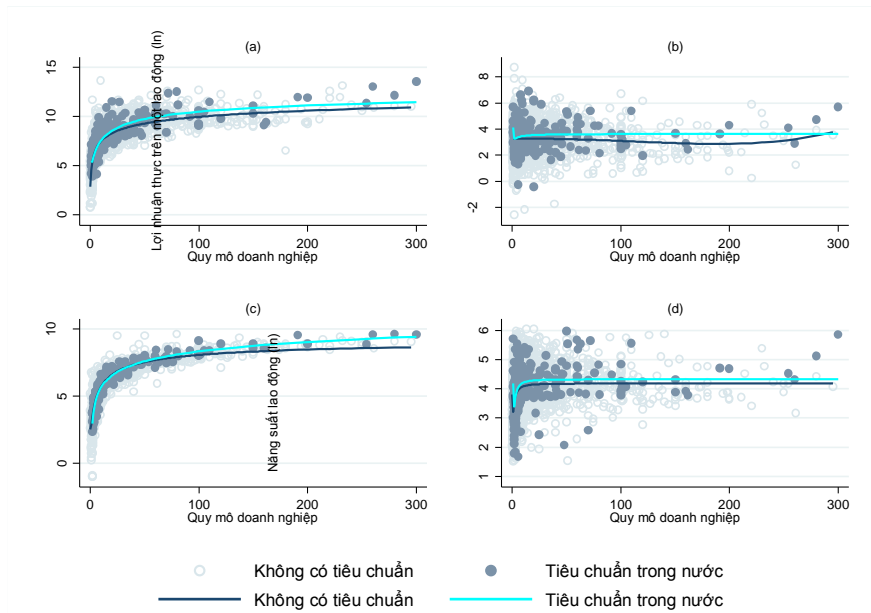 (a)
15
10
5
0
Lợi nhuận thực trên một lao động (ln)
0 100 200 300
Quy mô doanh nghiệp
(b)
8
6
4
2
0
-2
0 100 200 300
Quy mô doanh nghiệp
(c)
10
5
0
Năng suất lao động (ln)
0 100 200 300
Quy mô doanh nghiệp
(d)
6
5
4
3
2
1
0 100 200 300
Quy mô doanh nghiệp
Không có tiêu chuẩn Tiêu chuẩn trong nước
Không có tiêu chuẩn Tiêu chuẩn trong nước